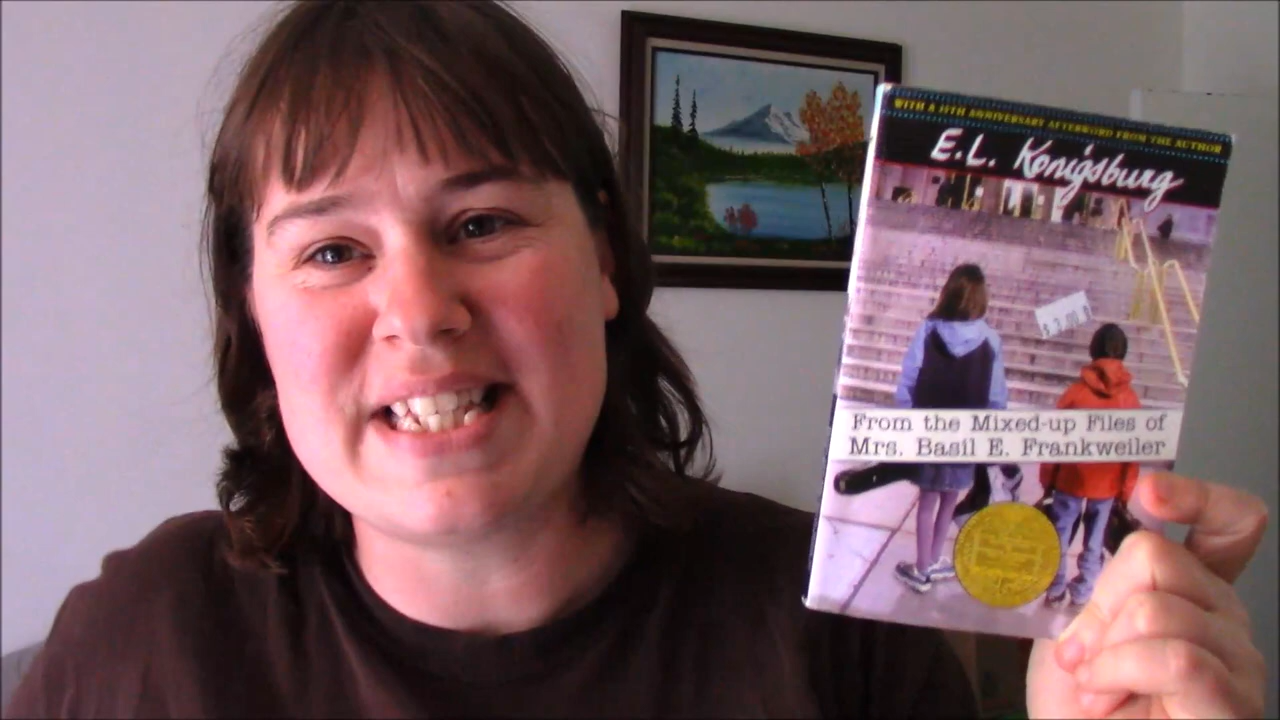 WITH A 35TH ANNIVERSARY AFTERWORD FROM THE AUTHOR
E.L. Konigsburg
From the Mixed-up Files of
Mrs. Basil E. Frankweiler